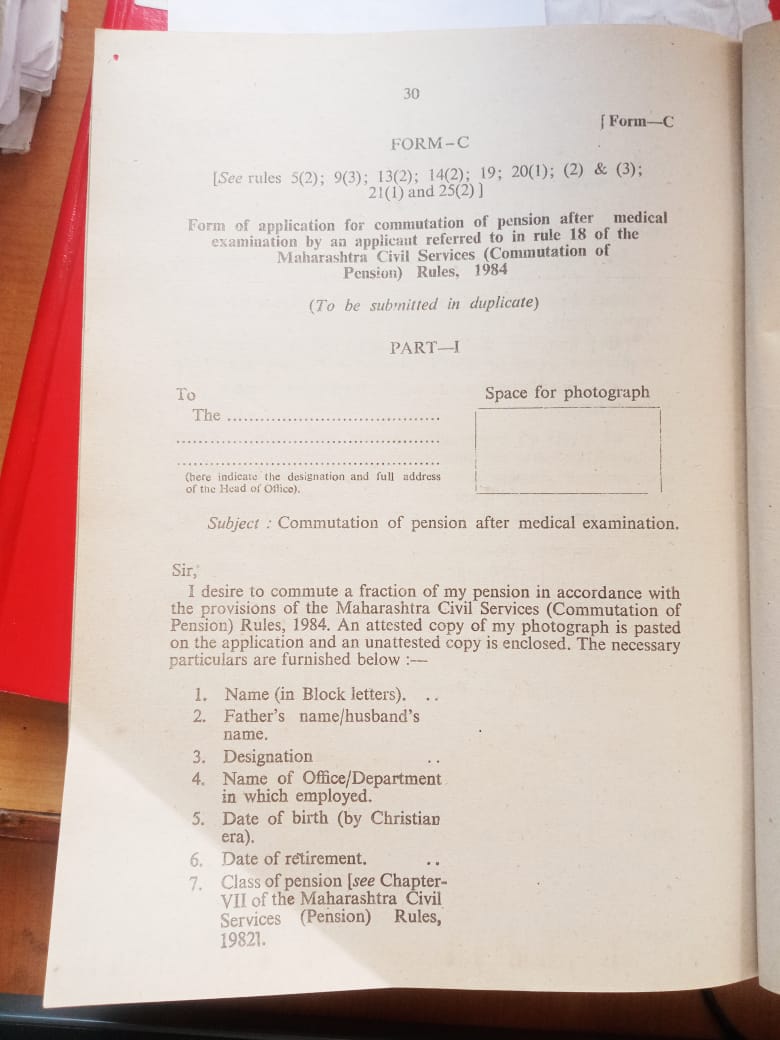 30
[ Form—C
FORM-C
[See rules 5(2); 9(3); 13(2); 14(2); 19; 20(1); (2) & (3);
21(1) and 25(2) ]
Form of application for commutation of pension after medical
examination by an applicant referred to in rule 18 of the
Maharashtra Civil Services (Commutation of
Pension) Rules, 1984
(To be submitted in duplicate)
PART—I
To
The ......................................
..............................................
..............................................
(here indicate the designation and full address
of the Head of Office).
Space for photograph
Subject : Commutation of pension after medical examination.
Sir,
I desire to commute a fraction of my pension in accordance with
the provisions of the Maharashtra Civil Services (Commutation of
Pension) Rules, 1984. An attested copy of my photograph is pasted
on the application and an unattested copy is enclosed. The necessary
particulars are furnished below :—
1. Name (in Block letters). ..
2. Father's name/husband's
name.
3. Designation ..
4. Name of Office/Department
in which employed.
5. Date of birth (by Christian
era).
6. Date of retirement. ..
7. Class of pension [see Chapter-
VII of the Maharashtra Civil
Services (Pension) Rules,
1982].